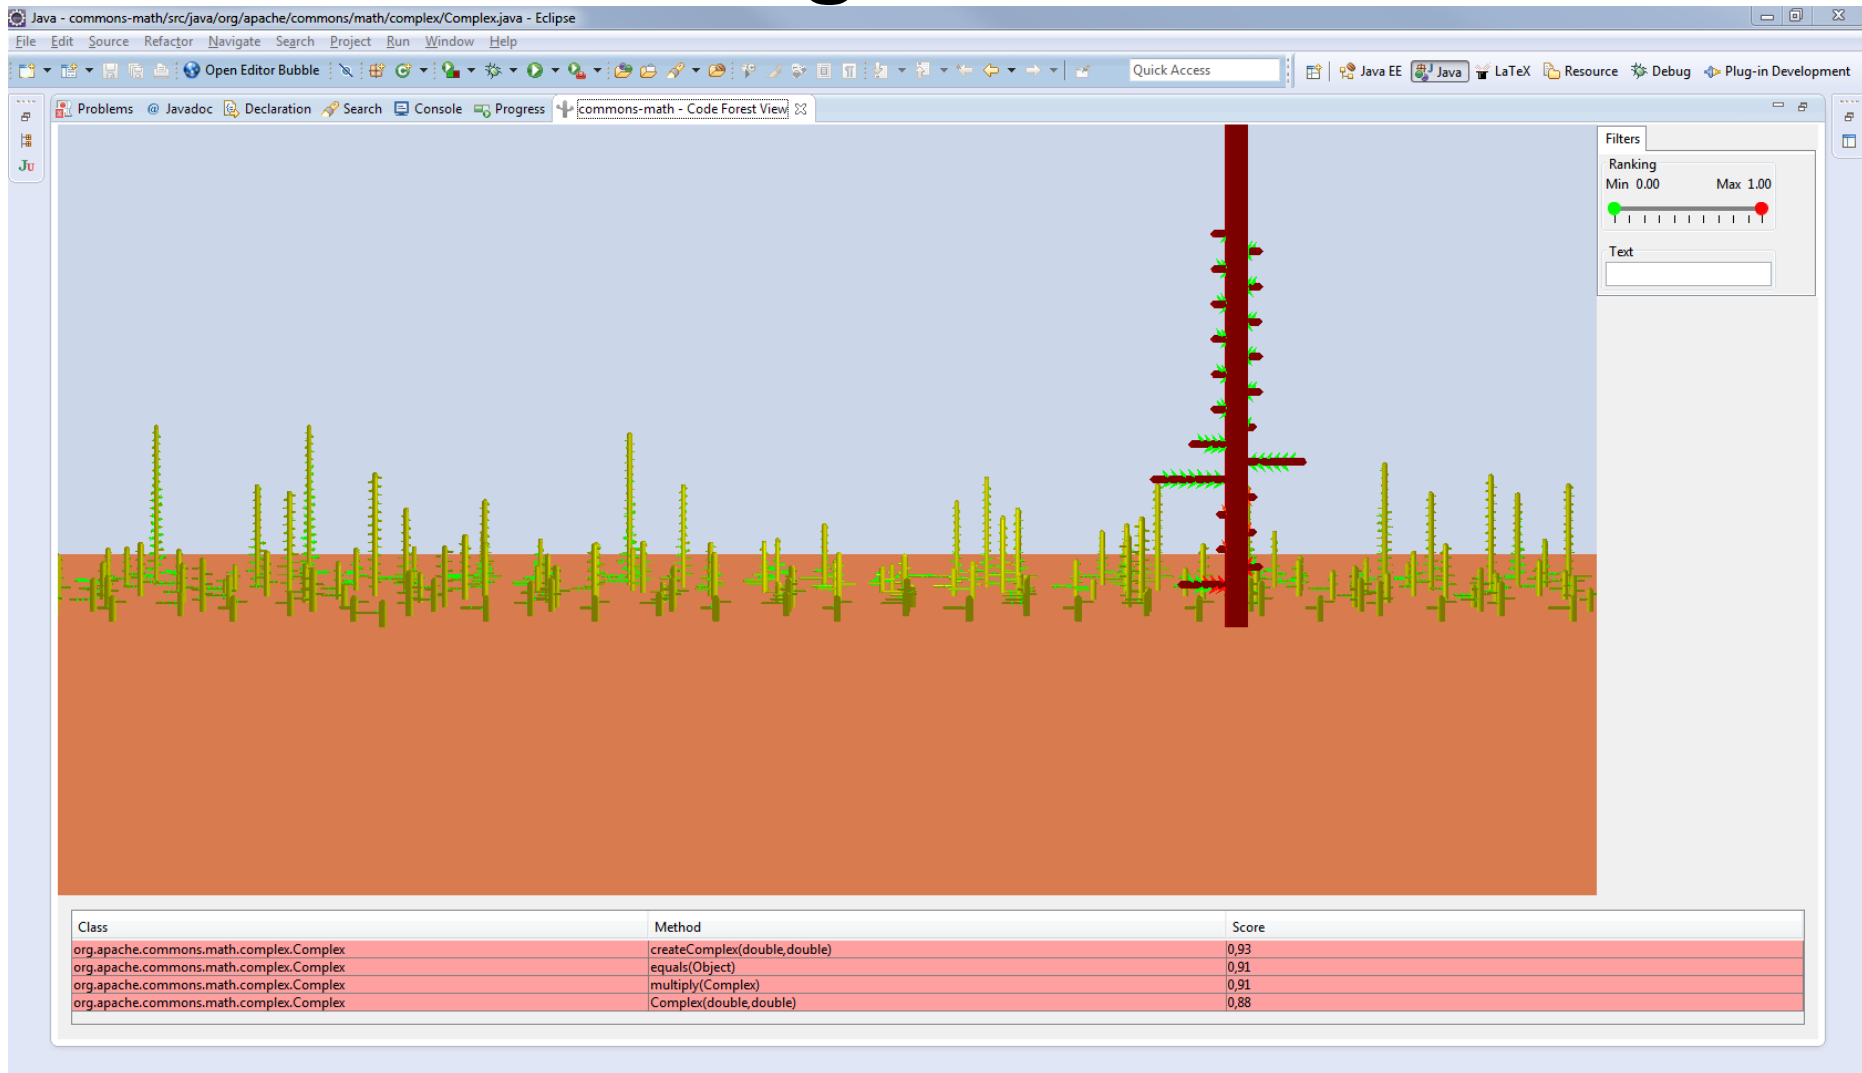 Java - commons-math/src/java/org/apache/commons/math/complex/Complex.java - Eclipse
File Edit Source Refactor Navigate Search Project Run Window Help
Open Editor Bubble Quick Access Java EE Java LaTeX Resource Debug Plug-in Development
Problems @ Javadoc Declaration Search Console Progress commons-math - Code Forest View
Ju
Filters
Ranking
Min 0.00 Max 1.00
Text
Class Method Score
org.apache.commons.math.complex.Complex createComplex(double,double) 0,93
org.apache.commons.math.complex.Complex equals(Object) 0,91
org.apache.commons.math.complex.Complex multiply(Complex) 0,91
org.apache.commons.math.complex.Complex Complex(double,double) 0,88